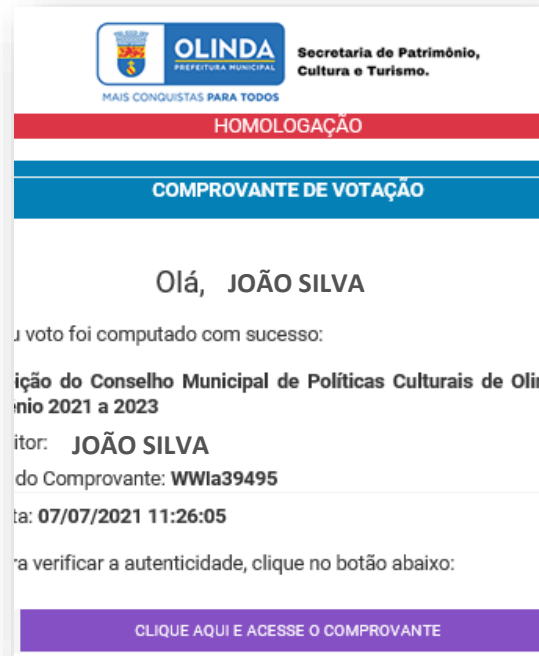 OLINDA
PREFEITURA MUNICIPAL
MAIS CONQUISTAS PARA TODOS
Secretaria de Patrimônio,
Cultura e Turismo.
HOMOLOGAÇÃO
COMPROVANTE DE VOTAÇÃO
Olá, JOÃO SILVA
u voto foi computado com sucesso:
ição do Conselho Municipal de Políticas Culturais de Olin
ênio 2021 a 2023
itor: JOÃO SILVA
do Comprovante: WWIa39495
ta: 07/07/2021 11:26:05
ra verificar a autenticidade, clique no botão abaixo:
CLIQUE AQUI E ACESSE O COMPROVANTE